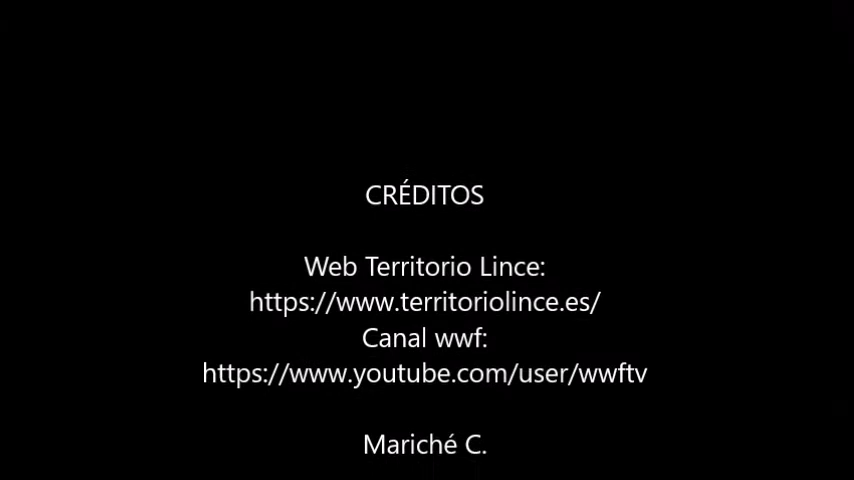 CRÉDITOS
Web Territorio Lince:
https://www.territoriolince.es/
Canal wwf:
https://www.youtube.com/user/wwftv
Mariché C.